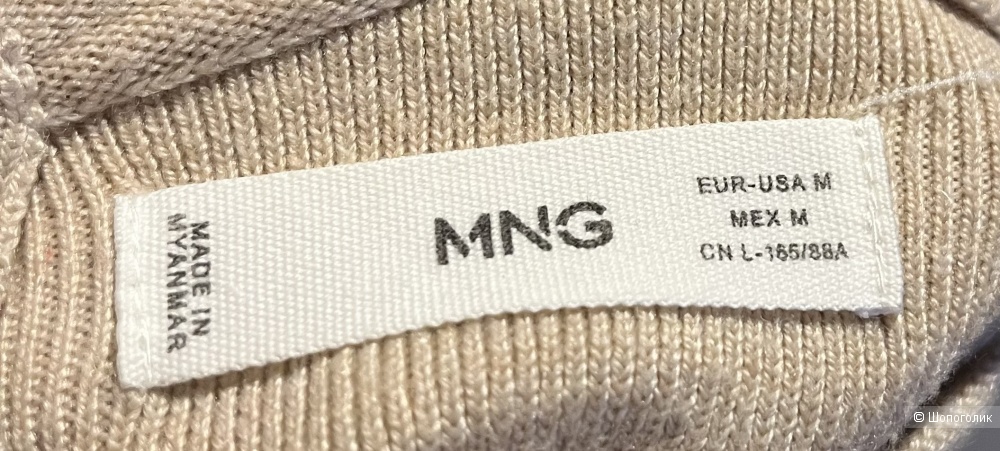 MADE IN
MYANMAR
MNG
EUR-USA M
MEX M
CN L-165/88A
© Шопоголик